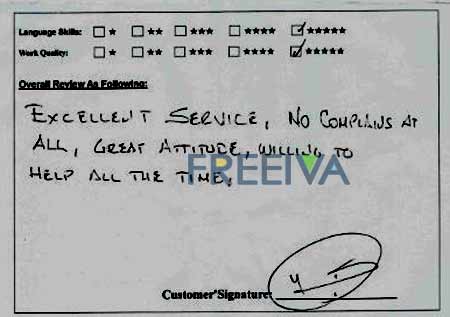 Language Skills: ☐ ★ ☐ ★★ ☐ ★★★ ☐ ★★★★ ☑ ★★★★★
Work Quality: ☐ ★ ☐ ★★ ☐ ★★★ ☐ ★★★★ ☑ ★★★★★
Overall Review As Following:
EXCELLENT SERVICE, NO COMPLAINS AT
ALL, GREAT ATTITUDE, WILLING TO
HELP ALL THE TIME.
FREEIVA
Customer'Signature: